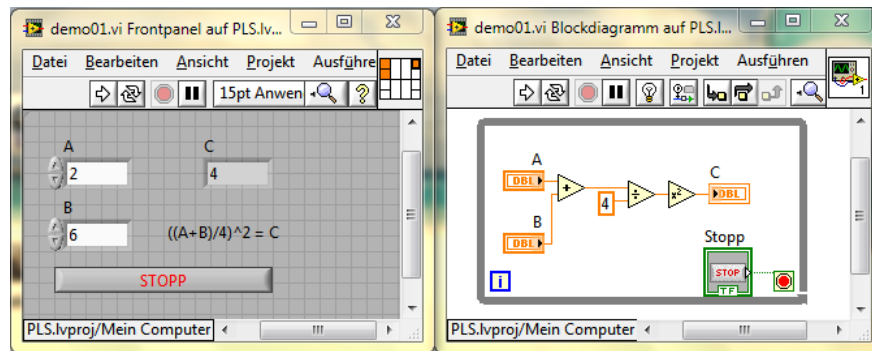 demo01.vi Frontpanel auf PLS.lv...
Datei Bearbeiten Ansicht Projekt Ausführe
15pt Anwen
A
2
C
4
B
6
((A+B)/4)^2 = C
STOPP
PLS.lvproj/Mein Computer
demo01.vi Blockdiagramm auf PLS.l...
Datei Bearbeiten Ansicht Projekt Ausführen
1
A
DBL
+
4
÷
x²
C
DBL
B
DBL
Stopp
STOP
TF
i
PLS.lvproj/Mein Computer